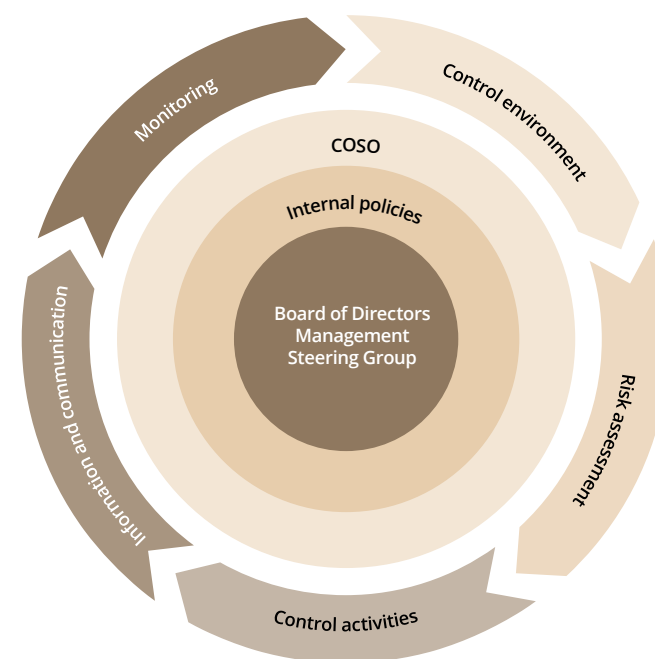 Monitoring
Control environment
COSO
Internal policies
Board of Directors
Management
Steering Group
Information and communication
Risk assessment
Control activities